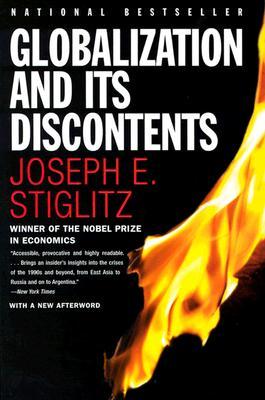 NATIONAL BESTSELLER
GLOBALIZATION
AND ITS
DISCONTENTS
JOSEPH E.
STIGLITZ
WINNER OF THE NOBEL PRIZE
IN ECONOMICS
"Accessible, provocative and highly readable.
. . . Brings an insider's insights into the crises
of the 1990s and beyond, from East Asia to
Russia and on to Argentina."
—New York Times
WITH A NEW AFTERWORD